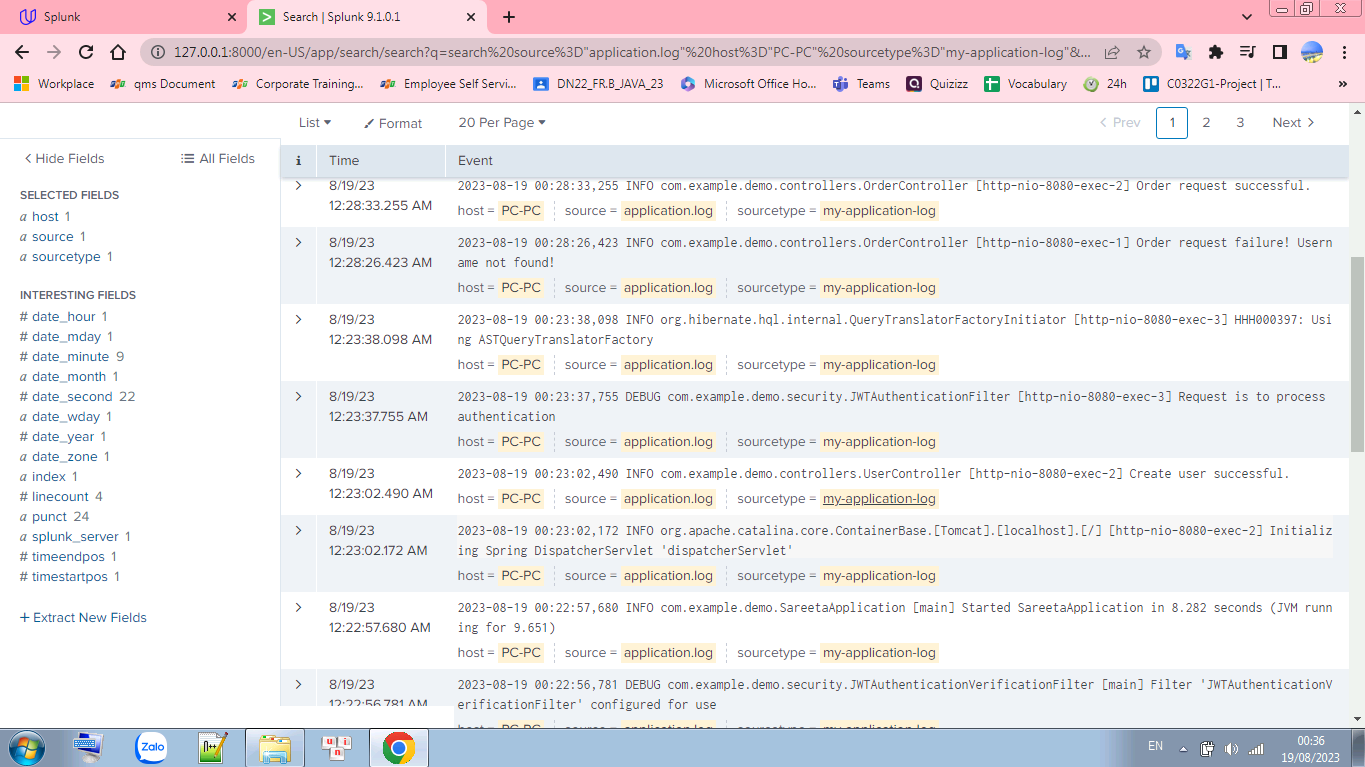 Splunk
Search | Splunk 9.1.0.1
127.0.0.1:8000/en-US/app/search/search?q=search%20source%3D"application.log"%20host%3D"PC-PC"%20sourcetype%3D"my-application-log"&...
Workplace
qms Document
Corporate Training...
Employee Self Servi...
DN22_FR.B_JAVA_23
Microsoft Office Ho...
Teams
Quizizz
Vocabulary
24h
C0322G1-Project | T...
»
List
Format
20 Per Page
Prev
1
2
3
Next
Hide Fields
All Fields
SELECTED FIELDS
a host 1
a source 1
a sourcetype 1
INTERESTING FIELDS
# date_hour 1
# date_mday 1
# date_minute 9
a date_month 1
# date_second 22
a date_wday 1
# date_year 1
a date_zone 1
a index 1
# linecount 4
a punct 24
a splunk_server 1
# timeendpos 1
# timestartpos 1
+ Extract New Fields
i Time Event
8/19/23
12:28:33.255 AM
2023-08-19 00:28:33,255 INFO com.example.demo.controllers.OrderController [http-nio-8080-exec-2] Order request successful.
host = PC-PC source = application.log sourcetype = my-application-log
8/19/23
12:28:26.423 AM
2023-08-19 00:28:26,423 INFO com.example.demo.controllers.OrderController [http-nio-8080-exec-1] Order request failure! Usern
ame not found!
host = PC-PC source = application.log sourcetype = my-application-log
8/19/23
12:23:38.098 AM
2023-08-19 00:23:38,098 INFO org.hibernate.hql.internal.QueryTranslatorFactoryInitiator [http-nio-8080-exec-3] HHH000397: Usi
ng ASTQueryTranslatorFactory
host = PC-PC source = application.log sourcetype = my-application-log
8/19/23
12:23:37.755 AM
2023-08-19 00:23:37,755 DEBUG com.example.demo.security.JWTAuthenticationFilter [http-nio-8080-exec-3] Request is to process
authentication
host = PC-PC source = application.log sourcetype = my-application-log
8/19/23
12:23:02.490 AM
2023-08-19 00:23:02,490 INFO com.example.demo.controllers.UserController [http-nio-8080-exec-2] Create user successful.
host = PC-PC source = application.log sourcetype = my-application-log
8/19/23
12:23:02.172 AM
2023-08-19 00:23:02,172 INFO org.apache.catalina.core.ContainerBase.[Tomcat].[localhost].[/] [http-nio-8080-exec-2] Initializ
ing Spring DispatcherServlet 'dispatcherServlet'
host = PC-PC source = application.log sourcetype = my-application-log
8/19/23
12:22:57.680 AM
2023-08-19 00:22:57,680 INFO com.example.demo.SareetaApplication [main] Started SareetaApplication in 8.282 seconds (JVM runn
ing for 9.651)
host = PC-PC source = application.log sourcetype = my-application-log
8/19/23
12:22:56.781 AM
2023-08-19 00:22:56,781 DEBUG com.example.demo.security.JWTAuthenticationVerificationFilter [main] Filter 'JWTAuthenticationV
erificationFilter' configured for use
host = PC-PC source = application.log sourcetype = my-application-log
Zalo
u n i
EN
00:36
19/08/2023